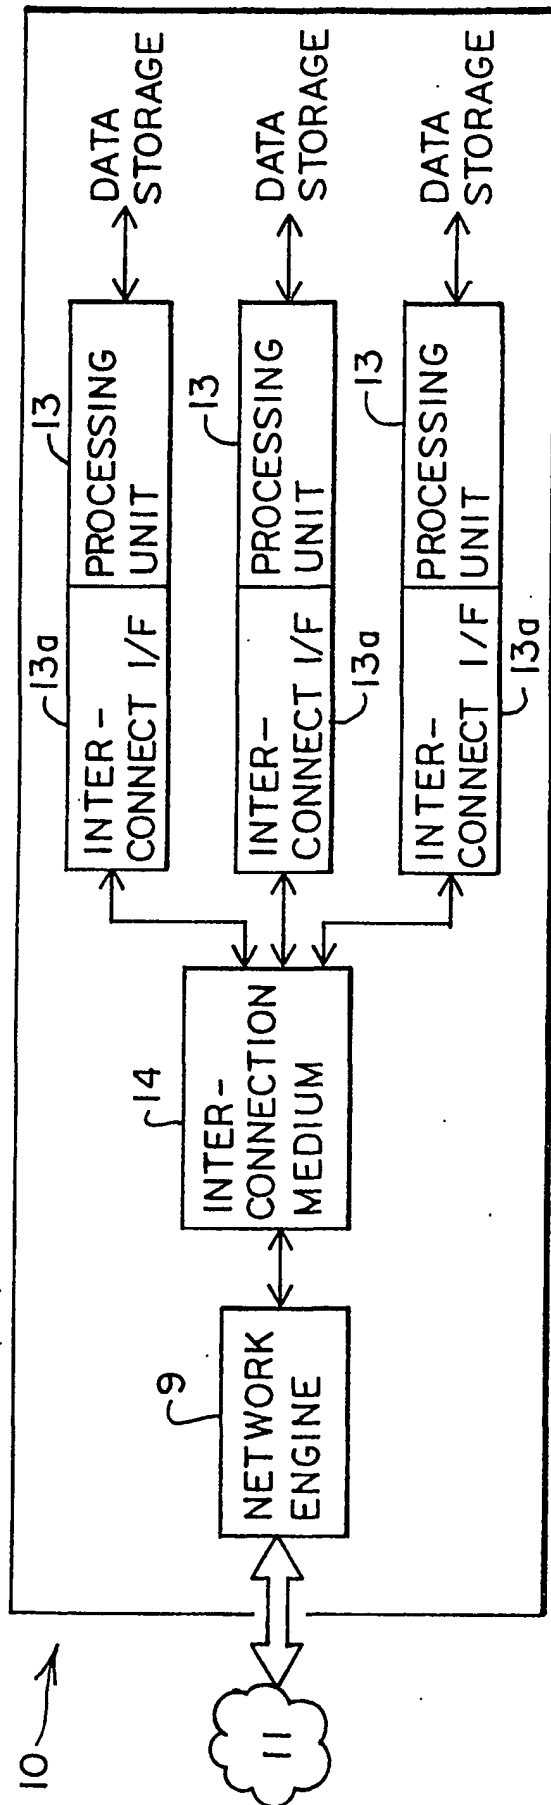 10
11
9
NETWORK
ENGINE
14
INTER-
CONNECTION
MEDIUM
13a
13
INTER-
CONNECT I/F
PROCESSING
UNIT
DATA
STORAGE
INTER-
CONNECT I/F
PROCESSING
UNIT
13a
13
DATA
STORAGE
INTER-
CONNECT I/F
PROCESSING
UNIT
13a
13
DATA
STORAGE